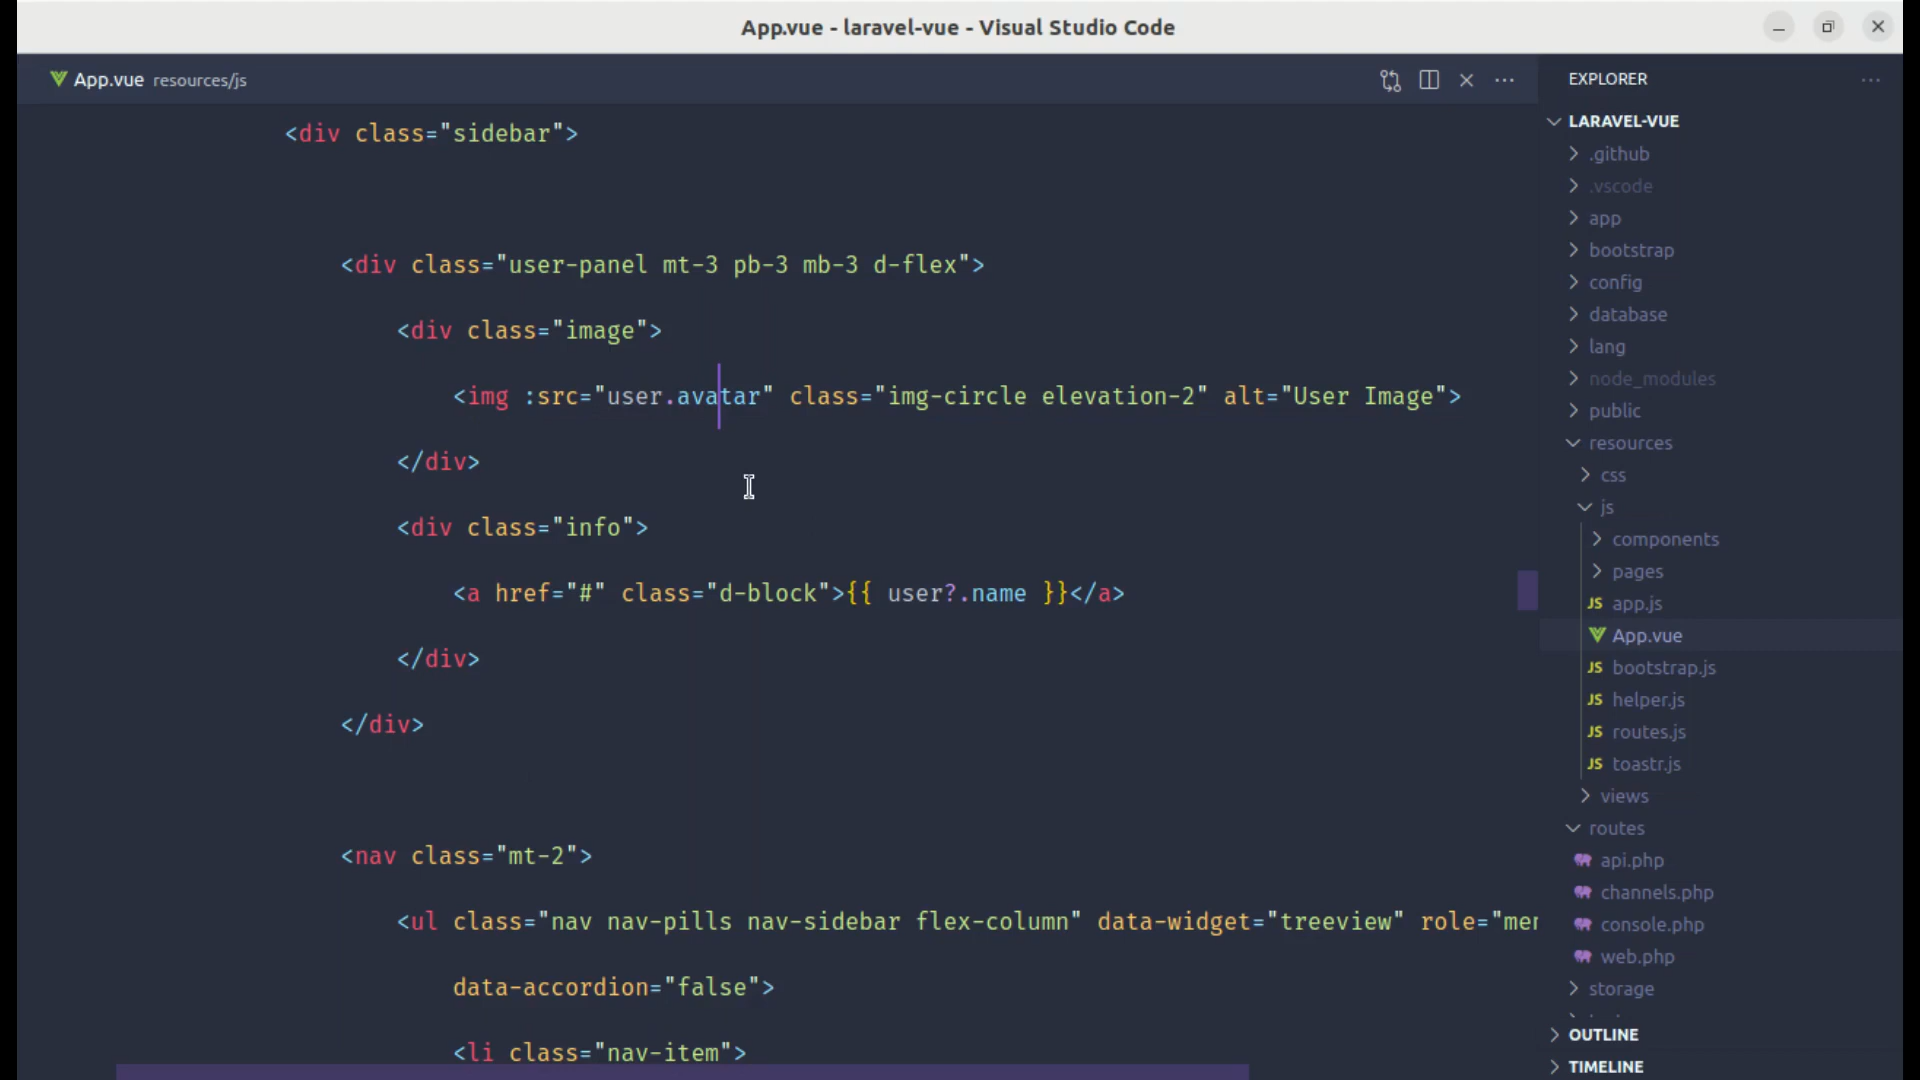 App.vue - laravel-vue - Visual Studio Code
App.vue resources/js
<div class="sidebar">
<div class="user-panel mt-3 pb-3 mb-3 d-flex">
<div class="image">
<img :src="user.avatar" class="img-circle elevation-2" alt="User Image">
</div>
<div class="info">
<a href="#" class="d-block">{{ user?.name }}</a>
</div>
</div>
<nav class="mt-2">
<ul class="nav nav-pills nav-sidebar flex-column" data-widget="treeview" role="men
data-accordion="false">
<li class="nav-item">
EXPLORER
LARAVEL-VUE
.github
.vscode
app
bootstrap
config
database
lang
node_modules
public
resources
css
js
components
pages
JS app.js
App.vue
JS bootstrap.js
JS helper.js
JS routes.js
JS toastr.js
views
routes
api.php
channels.php
console.php
web.php
storage
OUTLINE
TIMELINE